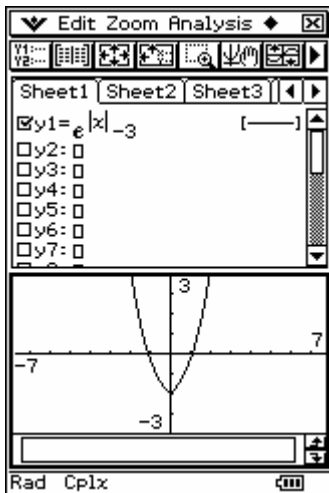 Edit Zoom Analysis ◆
Sheet1 Sheet2 Sheet3
y1=e|x|-3 [—]
y2:
y3:
y4:
y5:
y6:
y7:
3
7
-7
-3
Rad Cplx